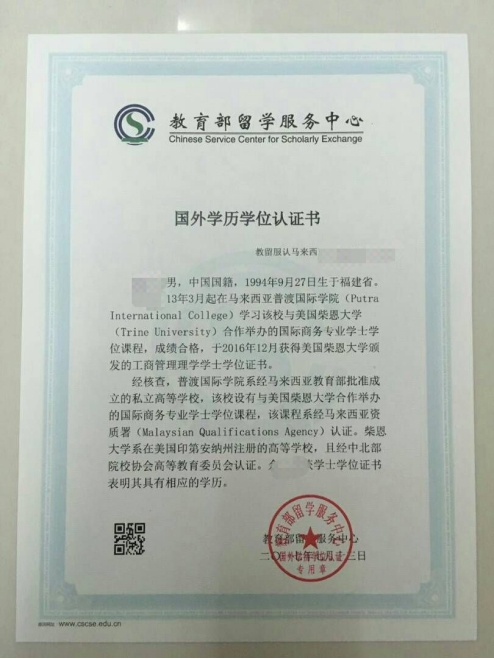 教育部留学服务中心
Chinese Service Center for Scholarly Exchange
国外学历学位认证书
教留服认马来西
男，中国国籍，1994年9月27日生于福建省。
13年3月起在马来西亚普渡国际学院（Putra
International College）学习该校与美国柴恩大学
（Trine University）合作举办的国际商务专业学士学
位课程，成绩合格，于2016年12月获得美国柴恩大学颁
发的工商管理理学学士学位证书。
经核查，普渡国际学院系经马来西亚教育部批准成
立的私立高等学校，该校设有与美国柴恩大学合作举办
的国际商务专业学士学位课程，该课程系经马来西亚资
质署（Malaysian Qualifications Agency）认证。柴恩
大学系在美国印第安纳州注册的高等学校，且经中北部
院校协会高等教育委员会认证。
学士学位证书
表明其具有相应的学历。
教育部留学服务中心
国外学历学位认证
专用章
教育部留学服务中心
二〇一七年七月二十三日
www.cscse.edu.cn